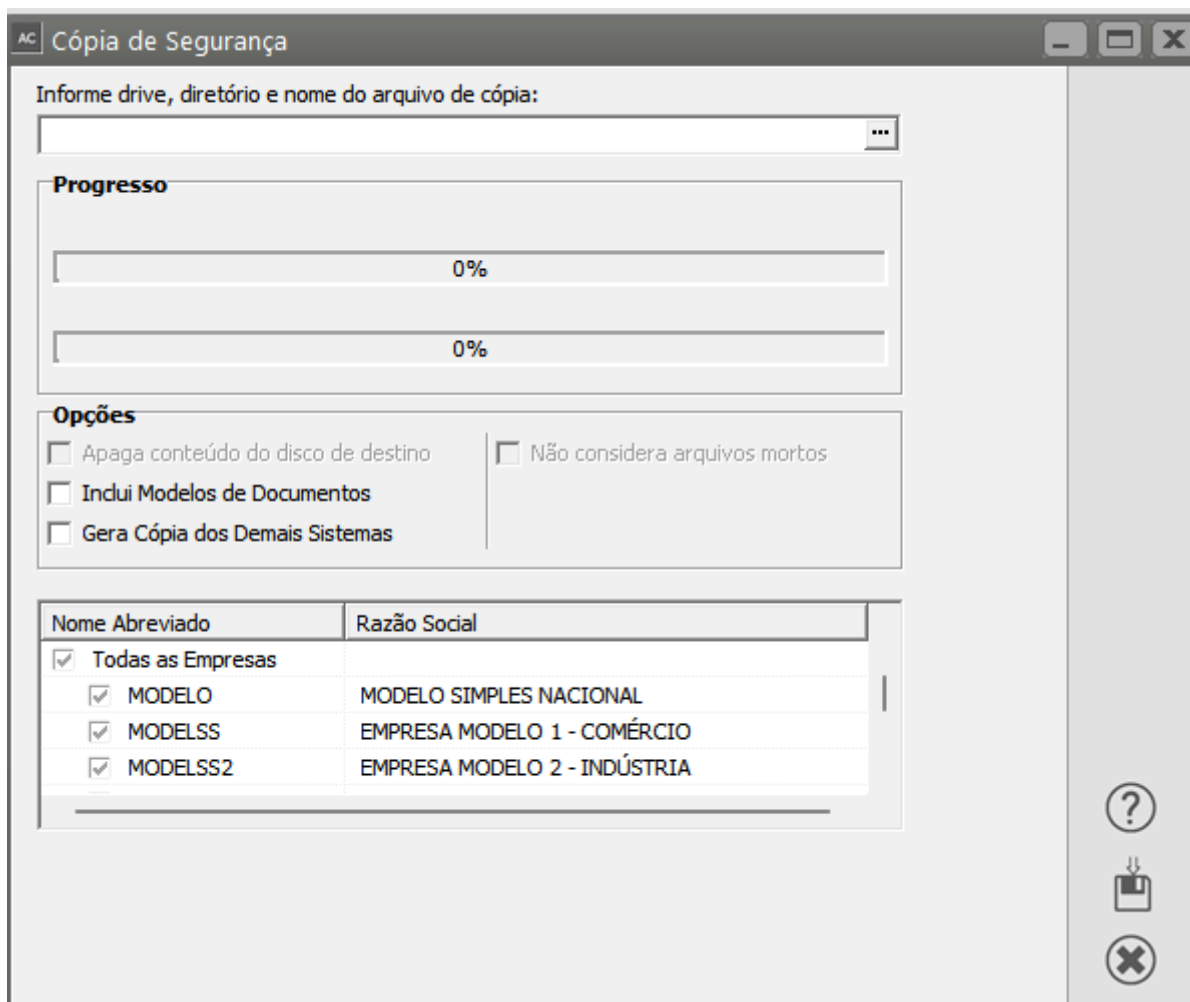 AC Cópia de Segurança
Informe drive, diretório e nome do arquivo de cópia:
...
Progresso
0%
0%
Opções
Apaga conteúdo do disco de destino Não considera arquivos mortos
Inclui Modelos de Documentos
Gera Cópia dos Demais Sistemas
Nome Abreviado Razão Social
Todas as Empresas
MODELO MODELO SIMPLES NACIONAL
MODELSS EMPRESA MODELO 1 - COMÉRCIO
MODELSS2 EMPRESA MODELO 2 - INDÚSTRIA
?